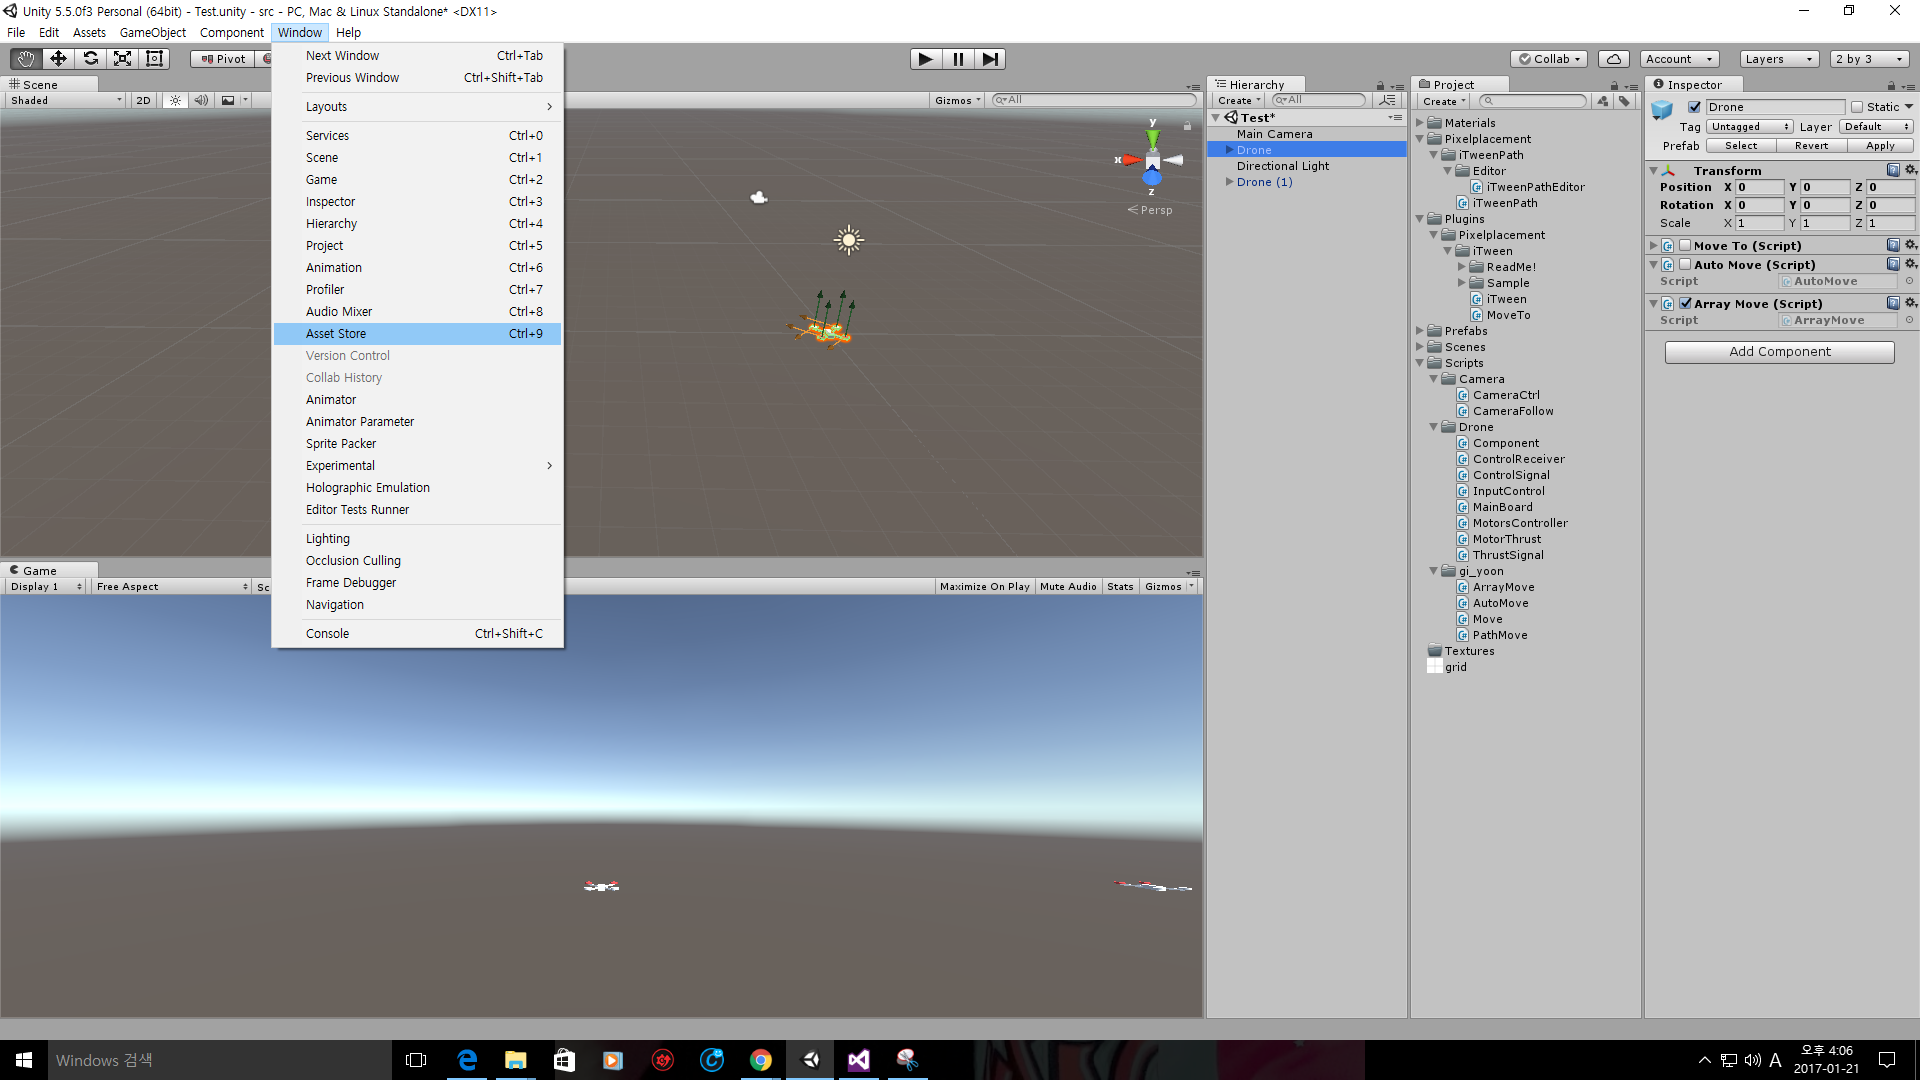 Unity 5.5.0f3 Personal (64bit) - Test.unity - src - PC, Mac & Linux Standalone* <DX11>
File Edit Assets GameObject Component Window Help
Pivot
Collab Account Layers 2 by 3
Next Window Ctrl+Tab
Previous Window Ctrl+Shift+Tab
Layouts
Services Ctrl+0
Scene Ctrl+1
Game Ctrl+2
Inspector Ctrl+3
Hierarchy Ctrl+4
Project Ctrl+5
Animation Ctrl+6
Profiler Ctrl+7
Audio Mixer Ctrl+8
Asset Store Ctrl+9
Version Control
Collab History
Animator
Animator Parameter
Sprite Packer
Experimental
Holographic Emulation
Editor Tests Runner
Lighting
Occlusion Culling
Frame Debugger
Navigation
Console Ctrl+Shift+C
Scene
Shaded 2D Gizmos All
y
x
z
Persp
Game
Display 1 Free Aspect Sc Maximize On Play Mute Audio Stats Gizmos
Hierarchy
Create All
Test*
Main Camera
Drone
Directional Light
Drone (1)
Project
Create
Materials
Pixelplacement
iTweenPath
Editor
iTweenPathEditor
iTweenPath
Plugins
Pixelplacement
iTween
ReadMe!
Sample
iTween
MoveTo
Prefabs
Scenes
Scripts
Camera
CameraCtrl
CameraFollow
Drone
Component
ControlReceiver
ControlSignal
InputControl
MainBoard
MotorsController
MotorThrust
ThrustSignal
gi_yoon
ArrayMove
AutoMove
Move
PathMove
Textures
grid
Inspector
Drone Static
Tag Untagged Layer Default
Prefab Select Revert Apply
Transform
Position X 0 Y 0 Z 0
Rotation X 0 Y 0 Z 0
Scale X 1 Y 1 Z 1
Move To (Script)
Auto Move (Script)
Script AutoMove
Array Move (Script)
Script ArrayMove
Add Component
Windows 검색
A
오후 4:06
2017-01-21